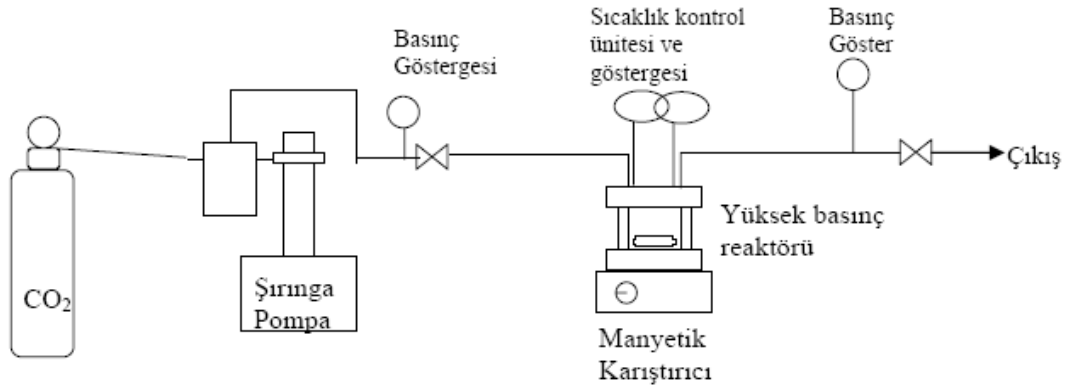 Basınç
Göstergesi
Sıcaklık kontrol
ünitesi ve
göstergesi
Basınç
Göster
CO₂
Şırınga
Pompa
Yüksek basınç
reaktörü
Manyetik
Karıştırıcı
Çıkış